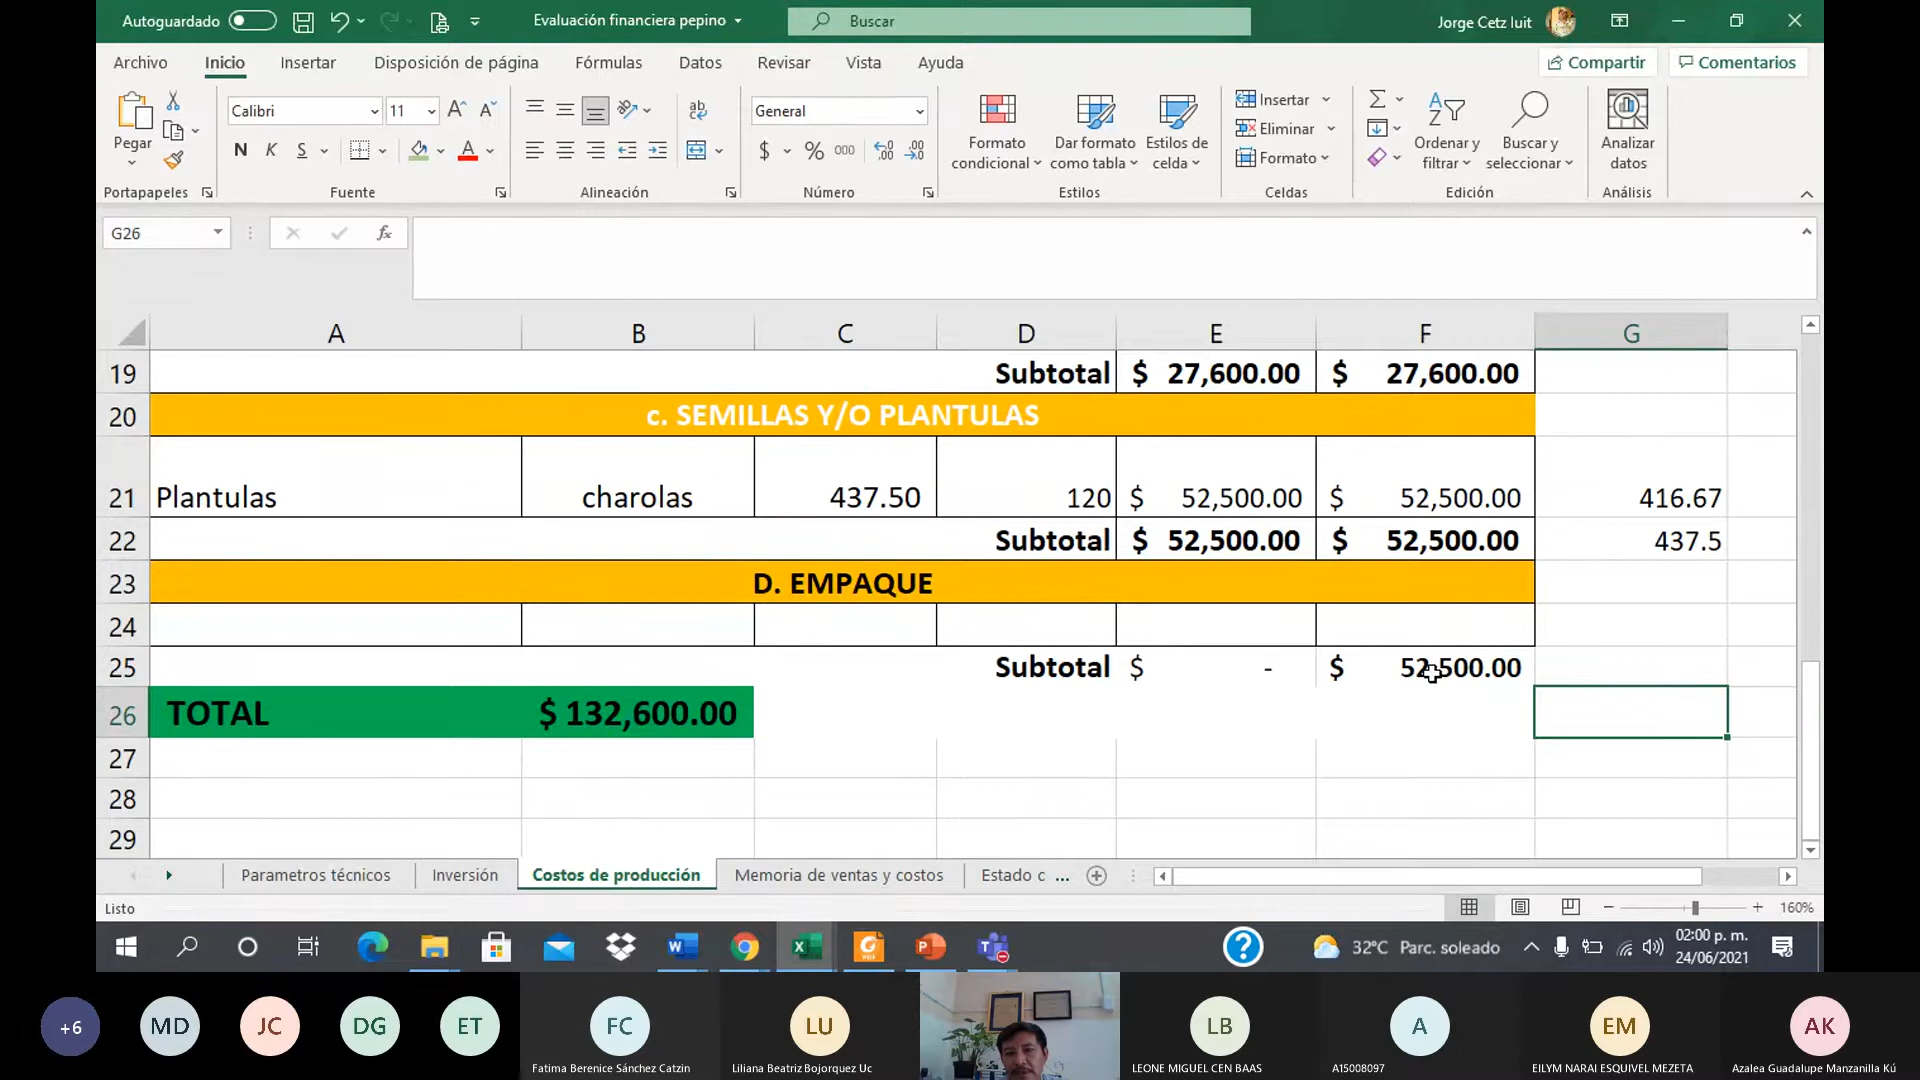 Autoguardado
Evaluación financiera pepino
Buscar
Jorge Cetz luit
Archivo Inicio Insertar Disposición de página Fórmulas Datos Revisar Vista Ayuda
Compartir Comentarios
Pegar
Portapapeles
Calibri 11
N K S
Fuente
ab
Alineación
General
$ % 000
Número
Formato condicional
Dar formato como tabla
Estilos de celda
Estilos
Insertar
Eliminar
Formato
Celdas
Ordenar y filtrar
Buscar y seleccionar
Edición
Analizar datos
Análisis
G26 fx
A B C D E F G
19 Subtotal $ 27,600.00 $ 27,600.00
20 c. SEMILLAS Y/O PLANTULAS
21 Plantulas charolas 437.50 120 $ 52,500.00 $ 52,500.00 416.67
22 Subtotal $ 52,500.00 $ 52,500.00 437.5
23 D. EMPAQUE
24
25 Subtotal $ - $ 52,500.00
26 TOTAL $ 132,600.00
27
28
29
Parametros técnicos Inversión Costos de producción Memoria de ventas y costos Estado c ...
Listo 160%
32°C Parc. soleado 02:00 p. m.
24/06/2021
+6 MD JC DG ET FC LU LB A EM AK
Fatima Berenice Sánchez Catzin Liliana Beatriz Bojorquez Uc LEONE MIGUEL CEN BAAS A15008097 EILYM NARAI ESQUIVEL MEZETA Azalea Guadalupe Manzanilla Kú